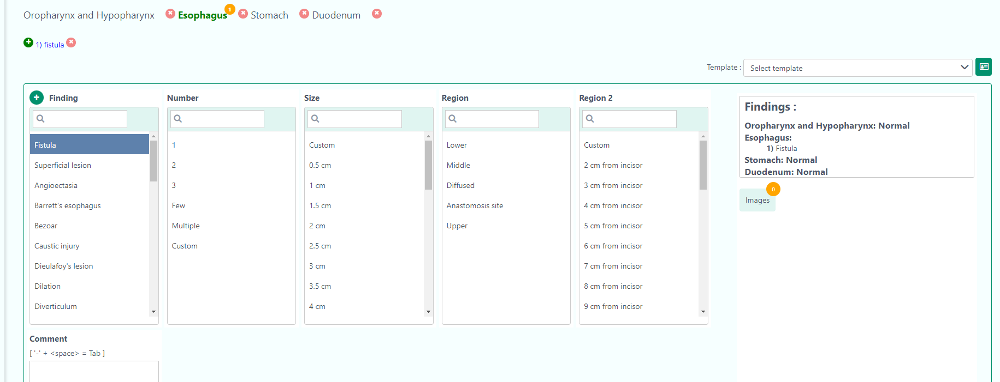 Oropharynx and Hypopharynx Esophagus 1 Stomach Duodenum
1) fistula
Template : Select template
Finding
Fistula
Superficial lesion
Angioectasia
Barrett's esophagus
Bezoar
Caustic injury
Dieulafoy's lesion
Dilation
Diverticulum
Number
1
2
3
Few
Multiple
Custom
Size
Custom
0.5 cm
1 cm
1.5 cm
2 cm
2.5 cm
3 cm
3.5 cm
4 cm
Region
Lower
Middle
Diffused
Anastomosis site
Upper
Region 2
Custom
2 cm from incisor
3 cm from incisor
4 cm from incisor
5 cm from incisor
6 cm from incisor
7 cm from incisor
8 cm from incisor
9 cm from incisor
Findings :
Oropharynx and Hypopharynx: Normal
Esophagus:
1) Fistula
Stomach: Normal
Duodenum: Normal
0
Images
Comment
[ '-' + <space> = Tab ]